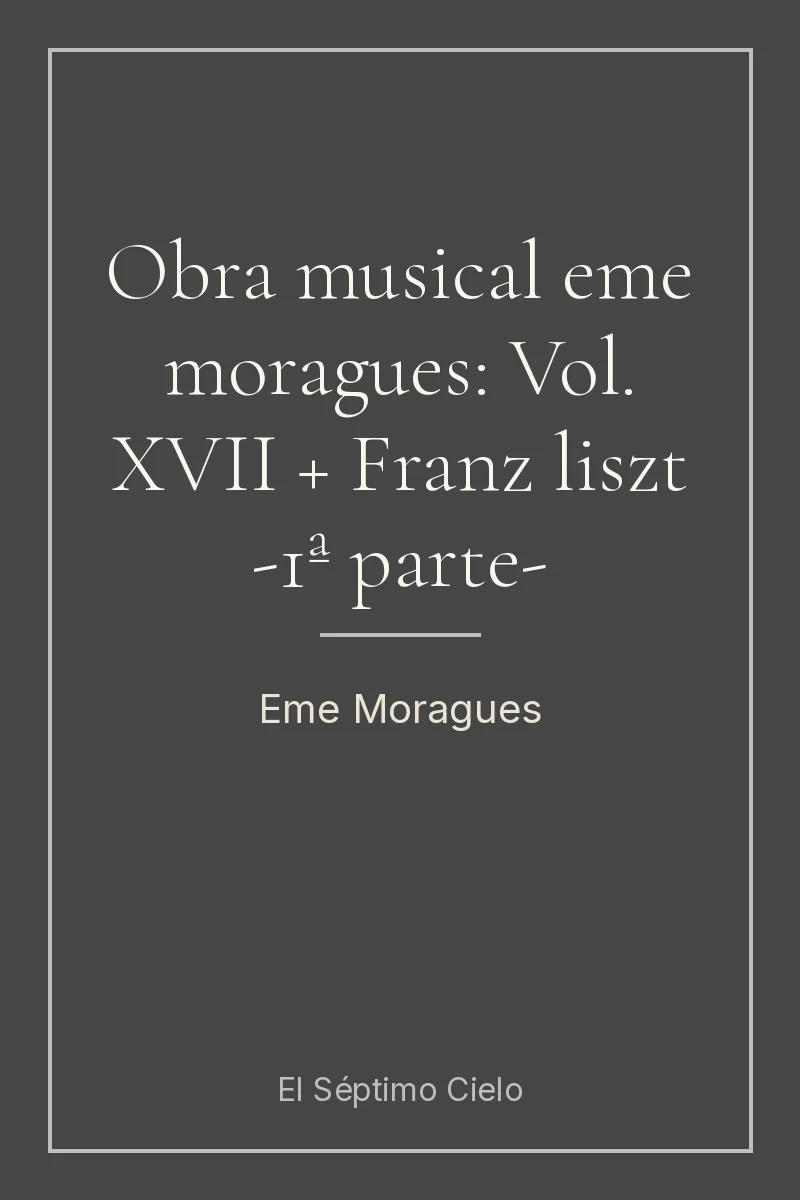 Obra musical eme
moragues: Vol.
XVII + Franz liszt
-1ª parte-
Eme Moragues
El Séptimo Cielo